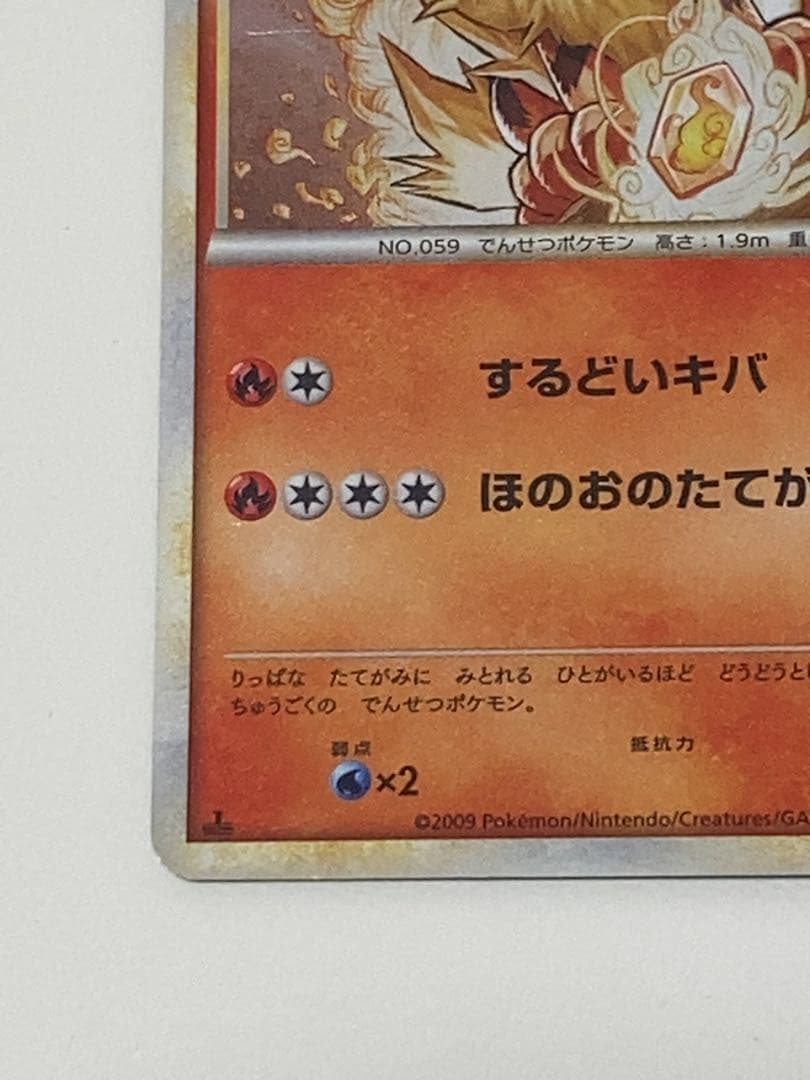 NO.059 でんせつポケモン 高さ：1.9m 重
するどいキバ
ほのおのたてが
りっぱな たてがみに みとれる ひとがいるほど どうどうと
ちゅうごくの でんせつポケモン。
弱点
抵抗力
×2
©2009 Pokémon/Nintendo/Creatures/GA